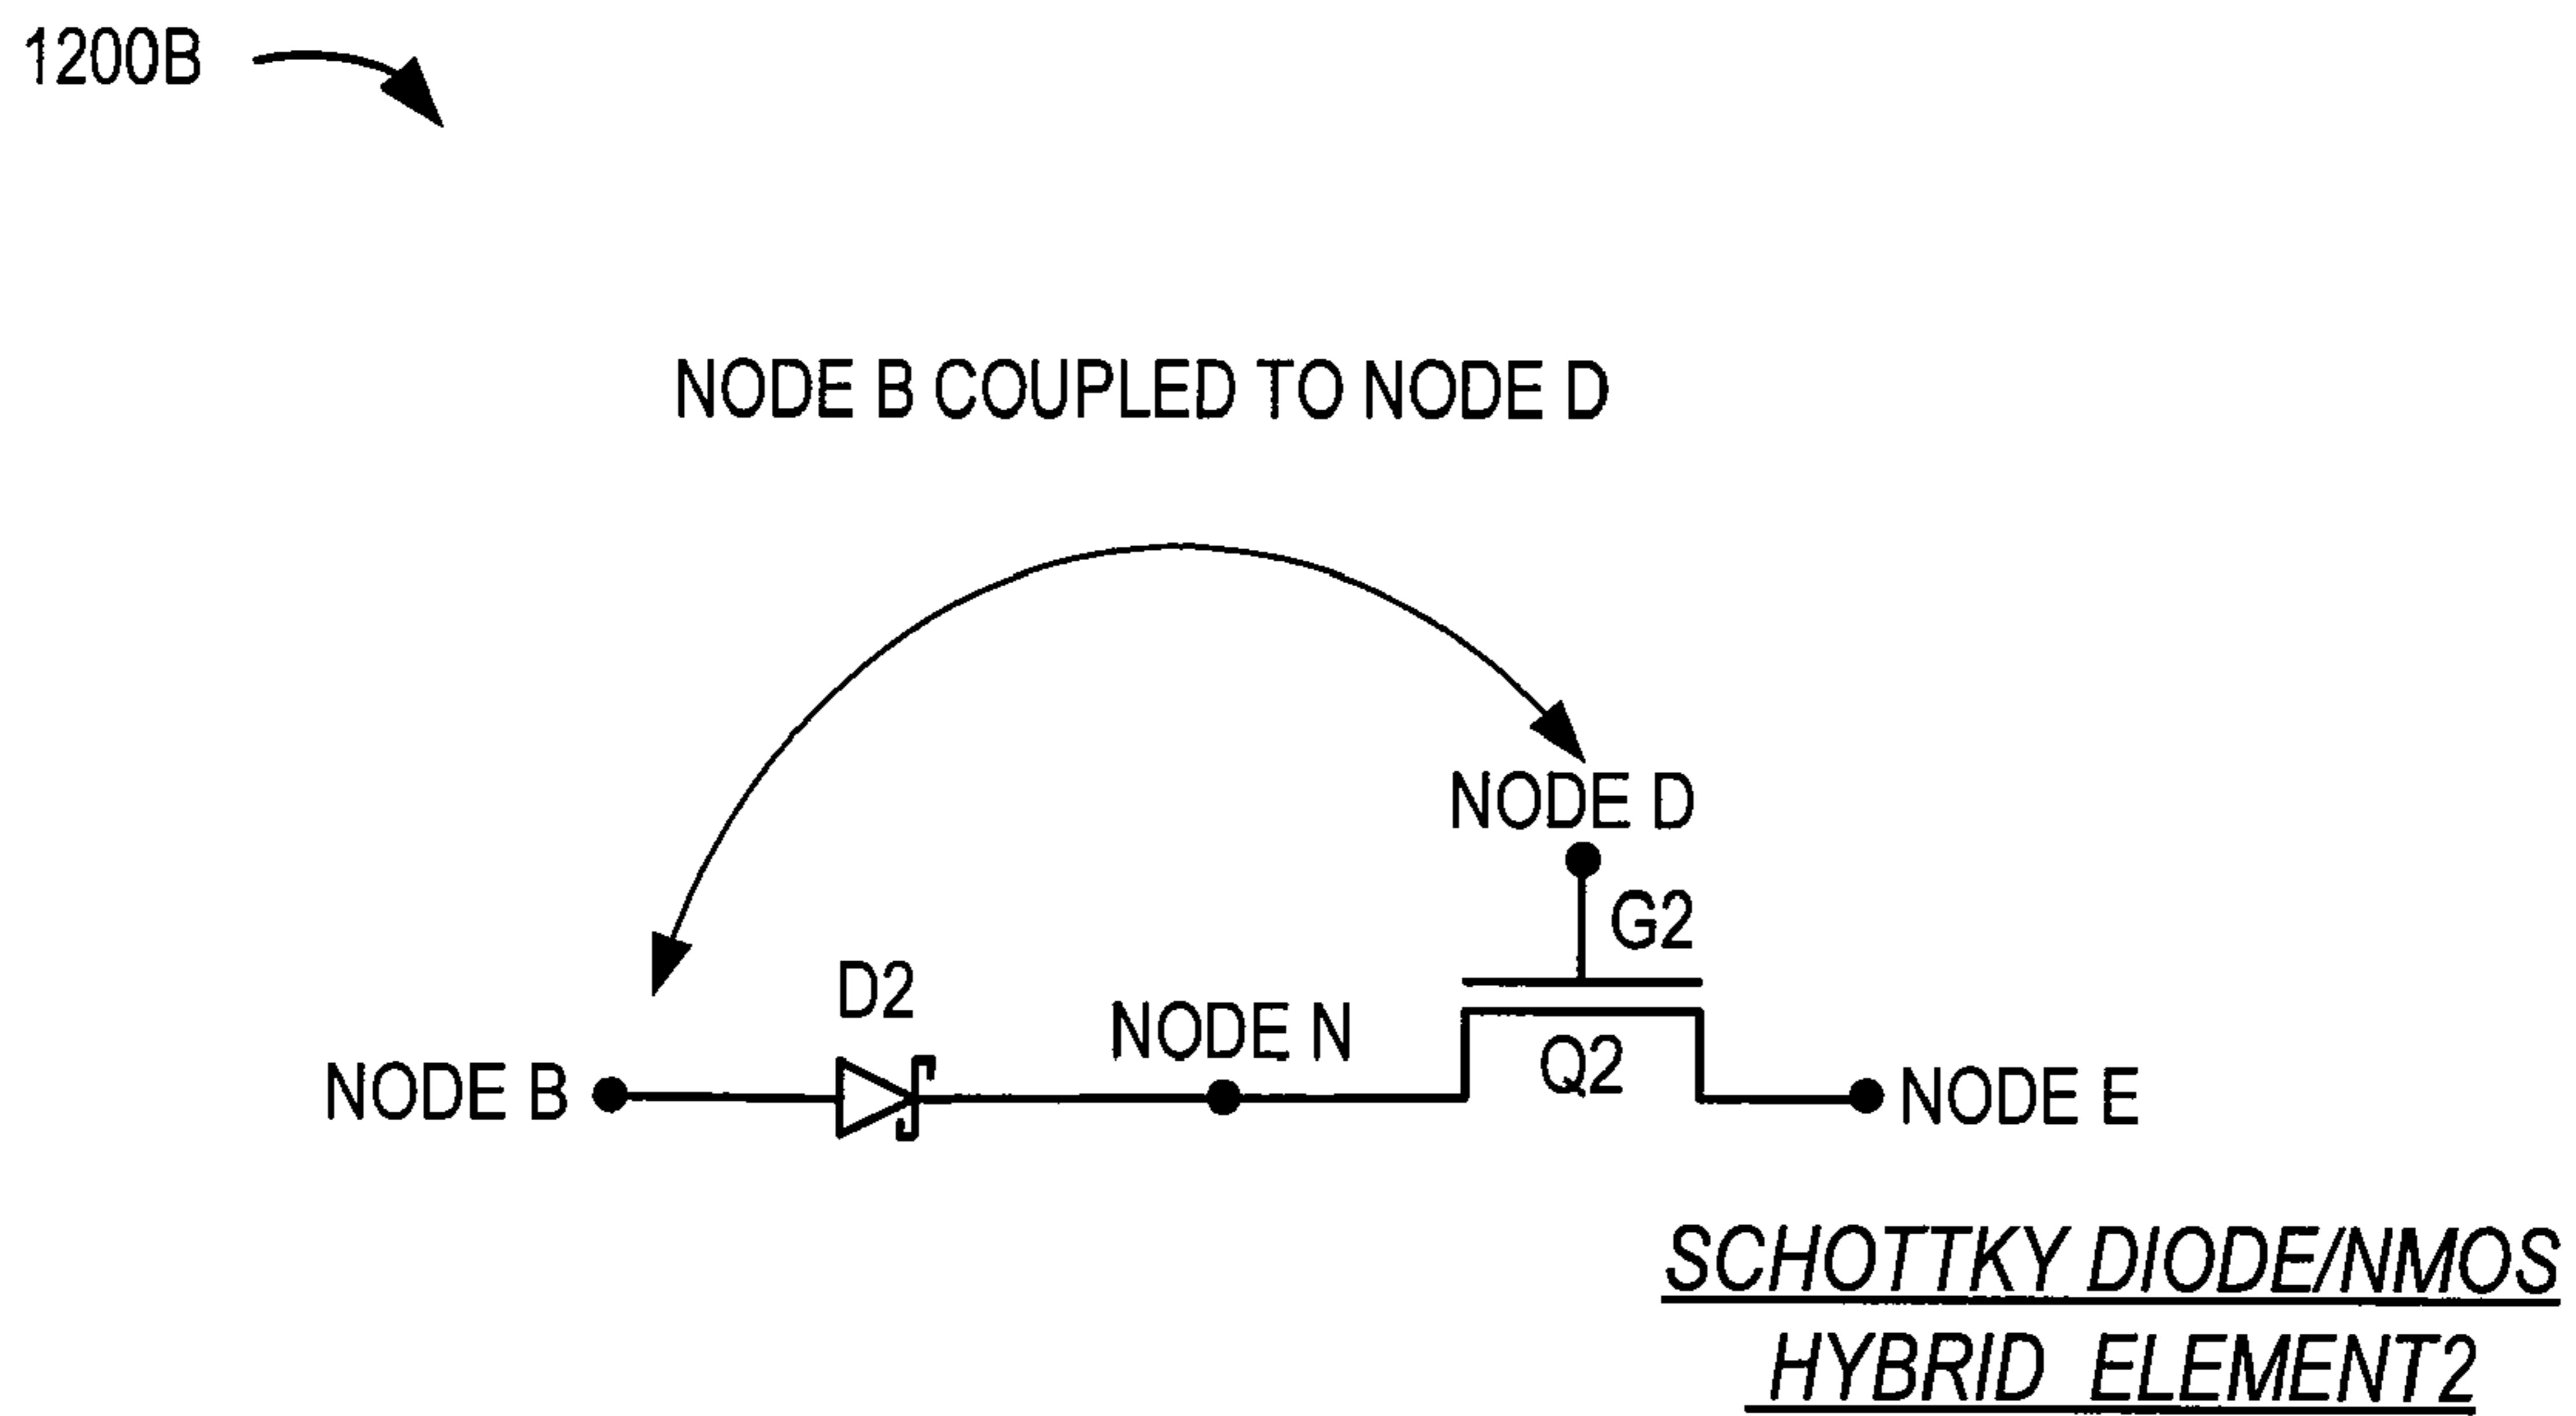 1200B
NODE B COUPLED TO NODE D
NODE D
G2
D2
NODE N
Q2
NODE B
NODE E
SCHOTTKY DIODE/NMOS
HYBRID ELEMENT2